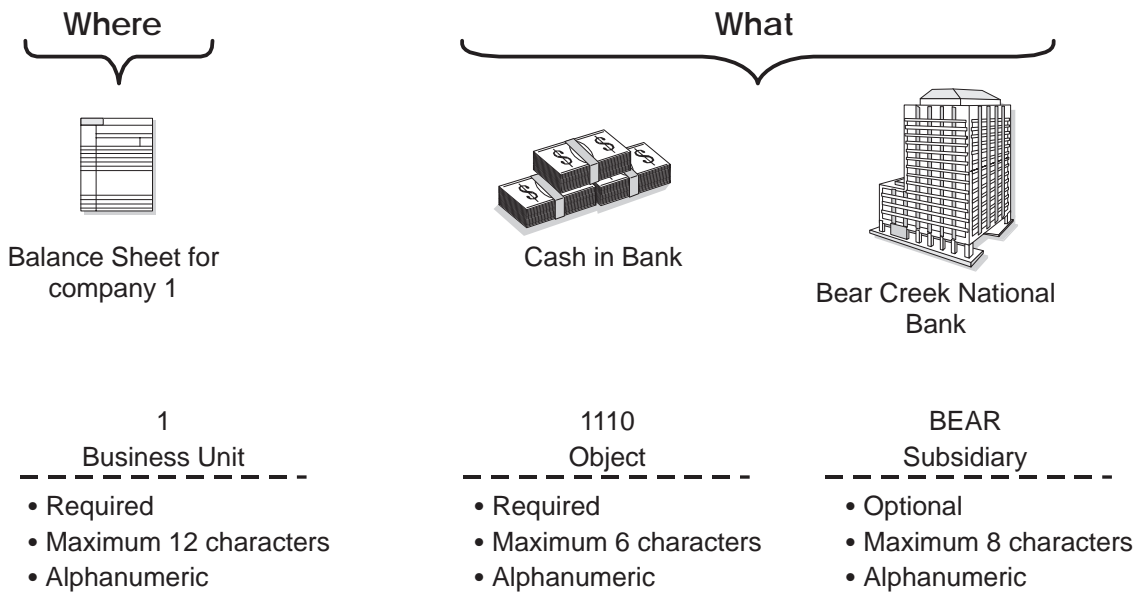 Where
What
Balance Sheet for
company 1
$
$
$
Cash in Bank
Bear Creek National
Bank
1
Business Unit
• Required
• Maximum 12 characters
• Alphanumeric
1110
Object
• Required
• Maximum 6 characters
• Alphanumeric
BEAR
Subsidiary
• Optional
• Maximum 8 characters
• Alphanumeric